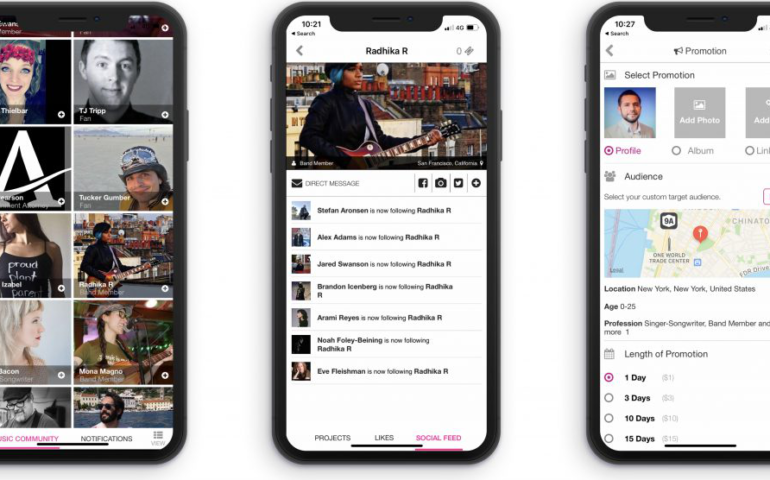 Fan
Thielbar
TJ Tripp
Fan
Tucker Gumber
Fan
proud
plant
parent
Izabel
Radhika R
Band Member
Bacon
Songwriter
Mona Magno
Band Member
MUSIC COMMUNITY
NOTIFICATIONS
VIEW
10:21
4G
Search
Radhika R
0
Band Member
San Francisco, California
DIRECT MESSAGE
Stefan Aronsen is now following Radhika R
Alex Adams is now following Radhika R
Jared Swanson is now following Radhika R
Brandon Icenberg is now following Radhika
R
Arami Reyes is now following Radhika R
Noah Foley-Beining is now following
Radhika R
Eve Fleishman is now following Radhika R
PROJECTS
LIKES
SOCIAL FEED
10:27
Search
Promotion
Select Promotion
Add Photo
Add
Profile
Album
Link
Audience
Select your custom target audience.
9A
CHINATO
ONE WORLD
TRADE CENTER
Legal
Location New York, New York, United States
Age 0-25
Profession Singer-Songwriter, Band Member and
more 1
Length of Promotion
1 Day ($1)
3 Days ($3)
10 Days ($10)
15 Days ($15)